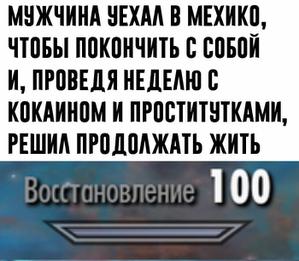 МУЖЧИНА УЕХАЛ В МЕХИКО,
ЧТОБЫ ПОКОНЧИТЬ С СОБОЙ
И, ПРОВЕДЯ НЕДЕЛЮ С
КОКАИНОМ И ПРОСТИТУТКАМИ,
РЕШИЛ ПРОДОЛЖАТЬ ЖИТЬ
Восстановление 100